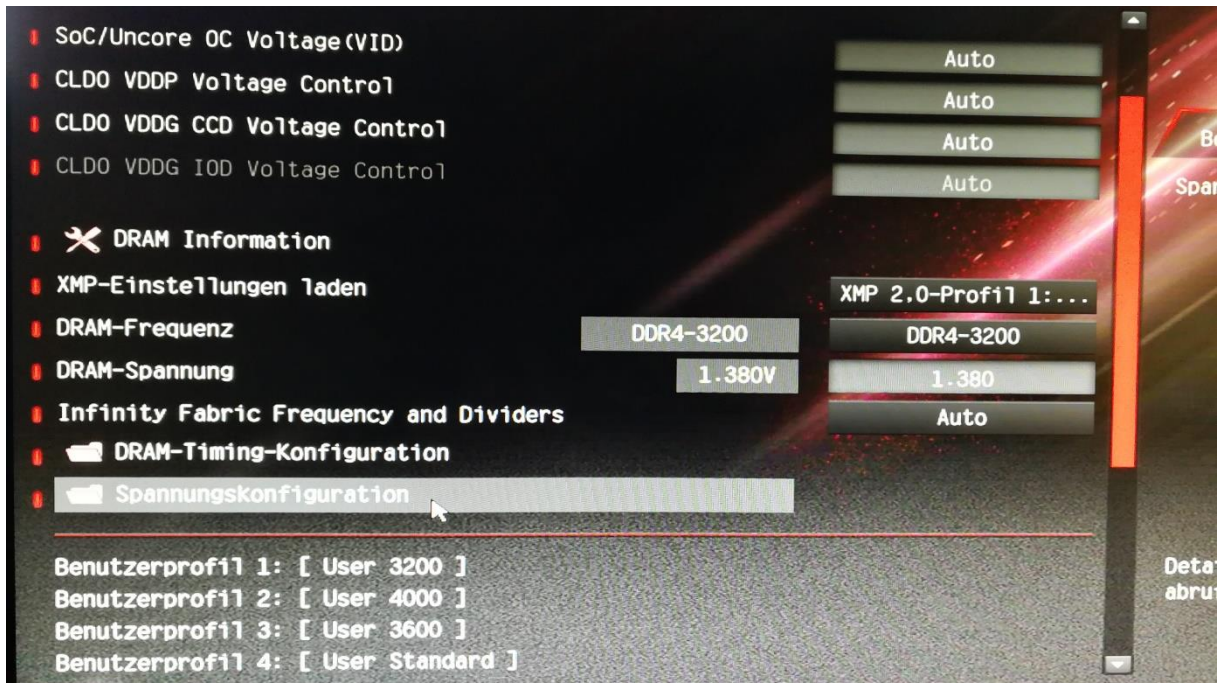 SoC/Uncore OC Voltage(VID) Auto
CLDO VDDP Voltage Control Auto
CLDO VDDG CCD Voltage Control Auto
CLDO VDDG IOD Voltage Control Auto
DRAM Information
XMP-Einstellungen laden XMP 2.0-Profil 1:...
DRAM-Frequenz DDR4-3200 DDR4-3200
DRAM-Spannung 1.380V 1.380
Infinity Fabric Frequency and Dividers Auto
DRAM-Timing-Konfiguration
Spannungskonfiguration
Benutzerprofil 1: [ User 3200 ]
Benutzerprofil 2: [ User 4000 ]
Benutzerprofil 3: [ User 3600 ]
Benutzerprofil 4: [ User Standard ]